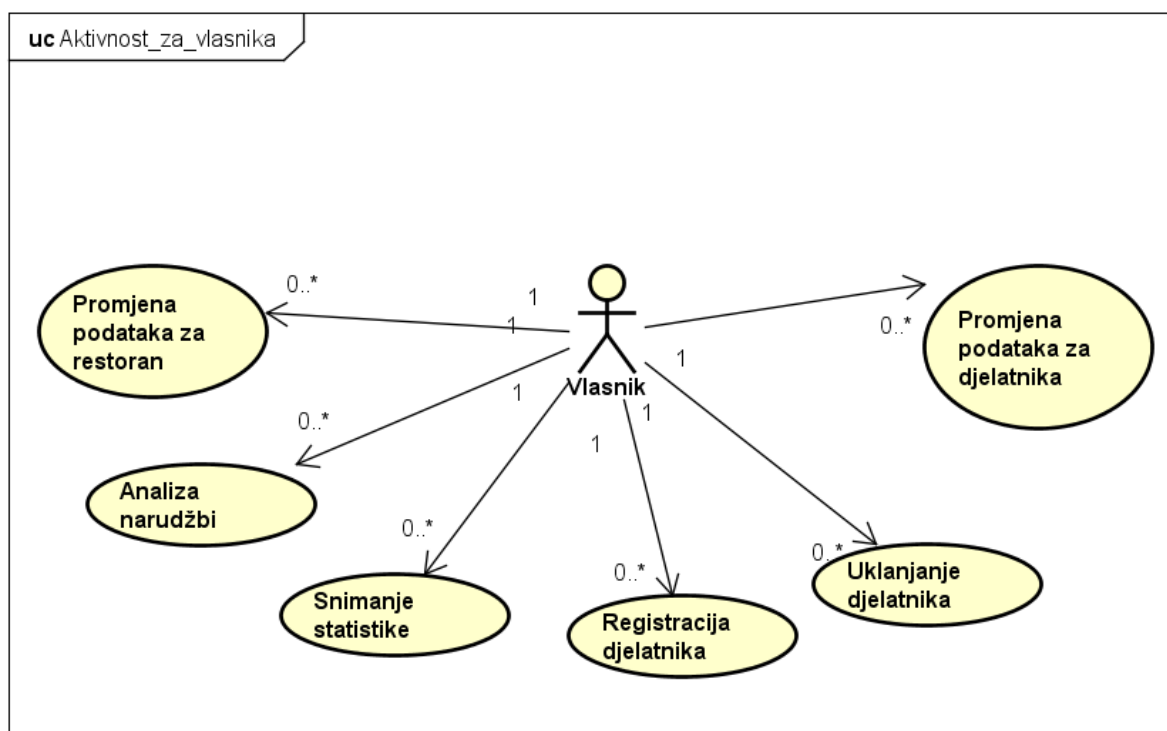 uc Aktivnost_za_vlasnika
Promjena
podataka za
restoran
0..*
1
1
Vlasnik
1
0..*
Promjena
podataka za
djelatnika
0..*
1
1
1
Analiza
narudžbi
0..*
Snimanje
statistike
0..*
Registracija
djelatnika
0..*
Uklanjanje
djelatnika